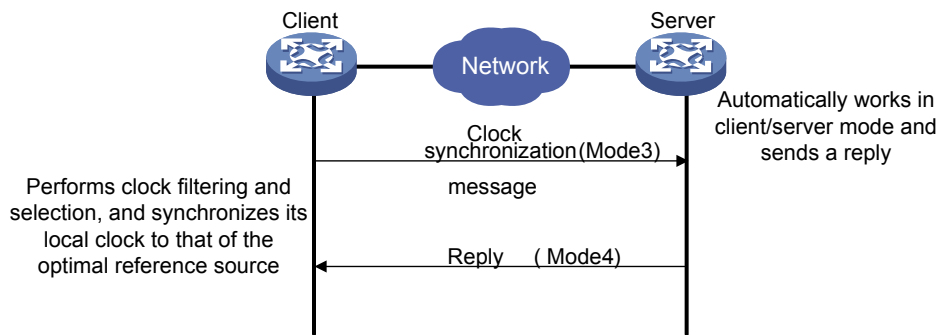 Client
Server
Network
Automatically works in
client/server mode and
sends a reply
Clock
synchronization (Mode3)
message
Performs clock filtering and
selection, and synchronizes its
local clock to that of the
optimal reference source
Reply ( Mode4)